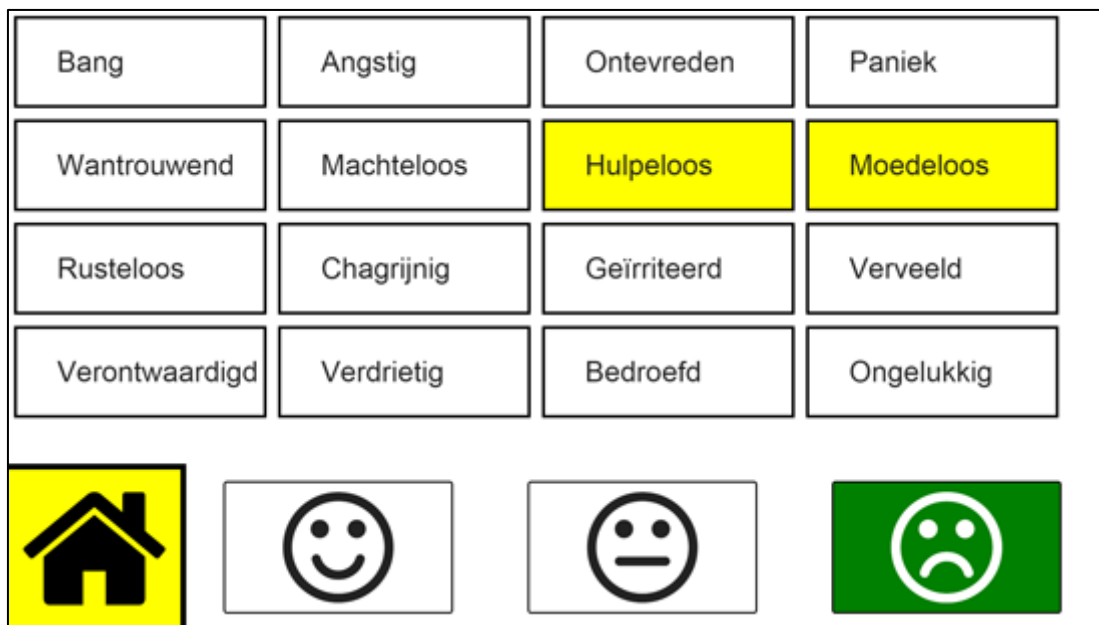 Bang Angstig Ontevreden Paniek
Wantrouwend Machteloos Hulpeloos Moedeloos
Rusteloos Chagrijnig Geïrriteerd Verveeld
Verontwaardigd Verdrietig Bedroefd Ongelukkig